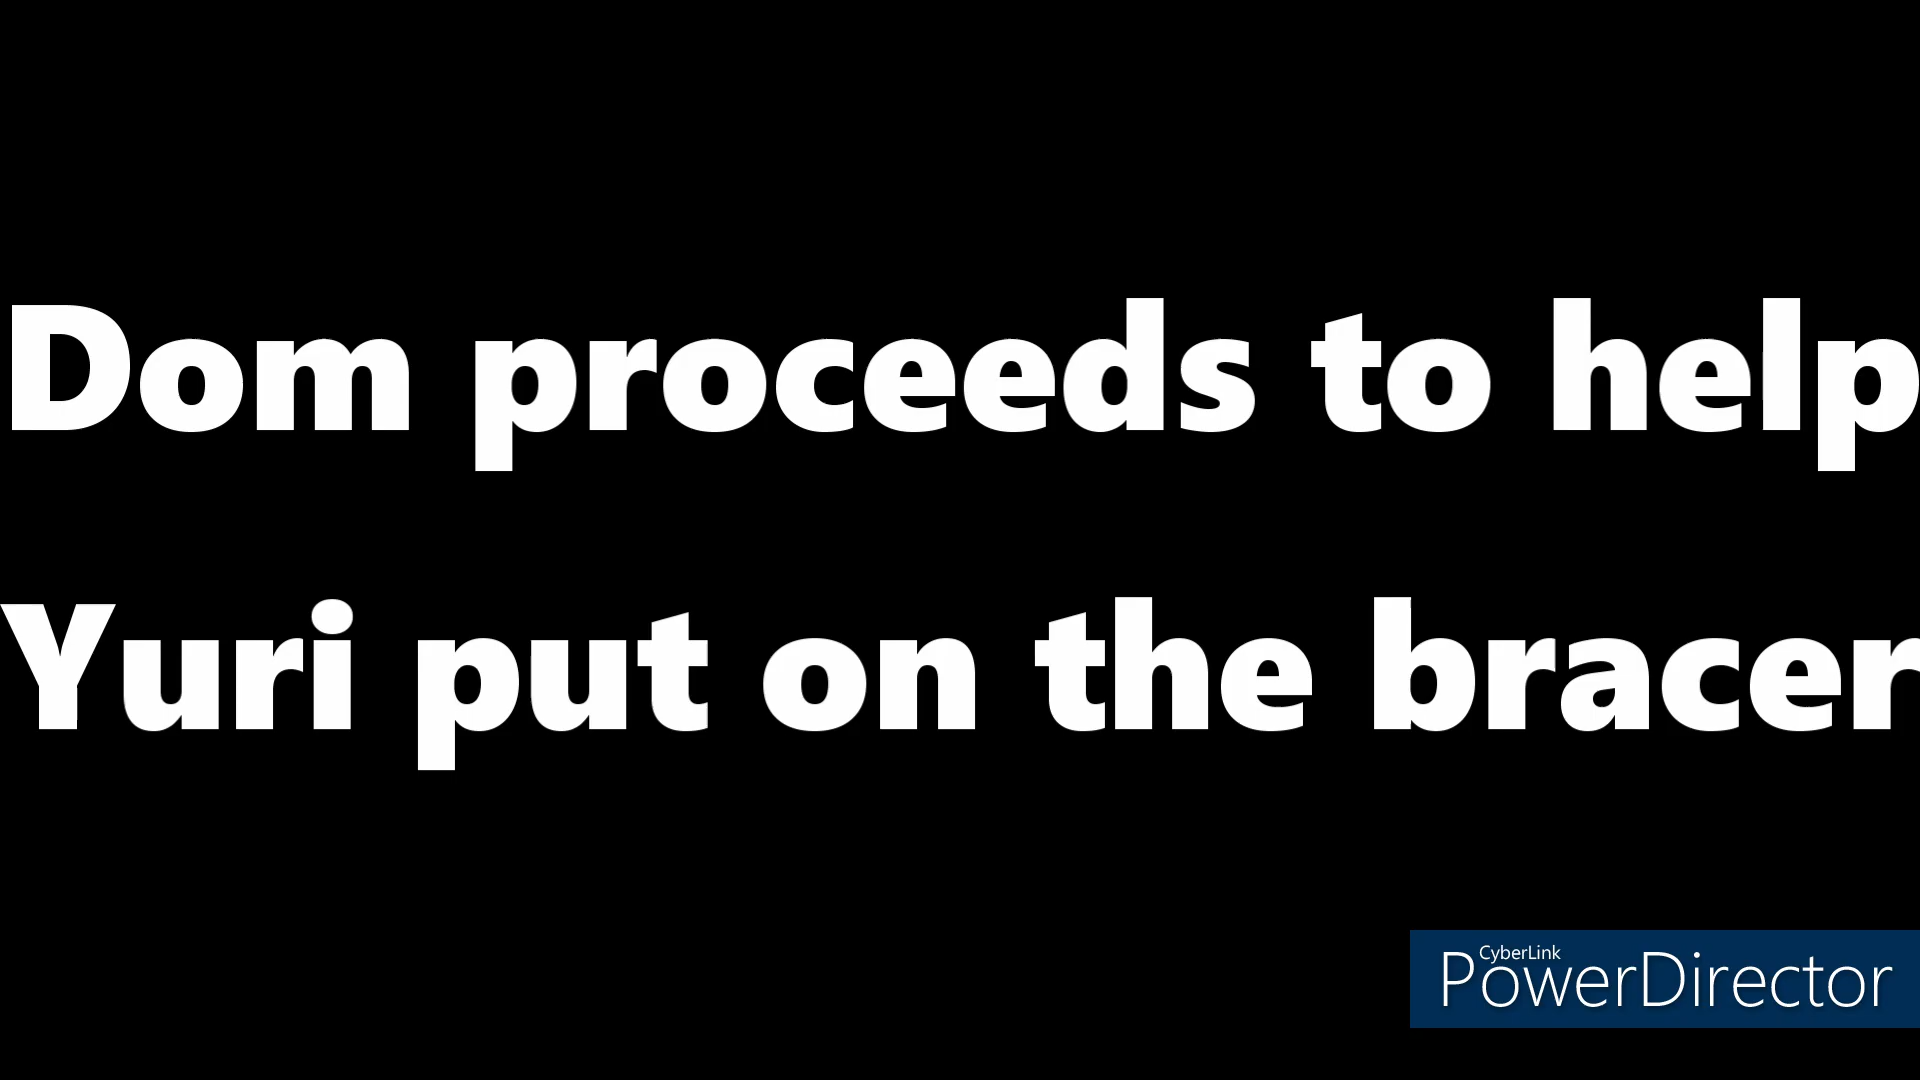 Dom proceeds to help
Yuri put on the bracer
CyberLink
PowerDirector